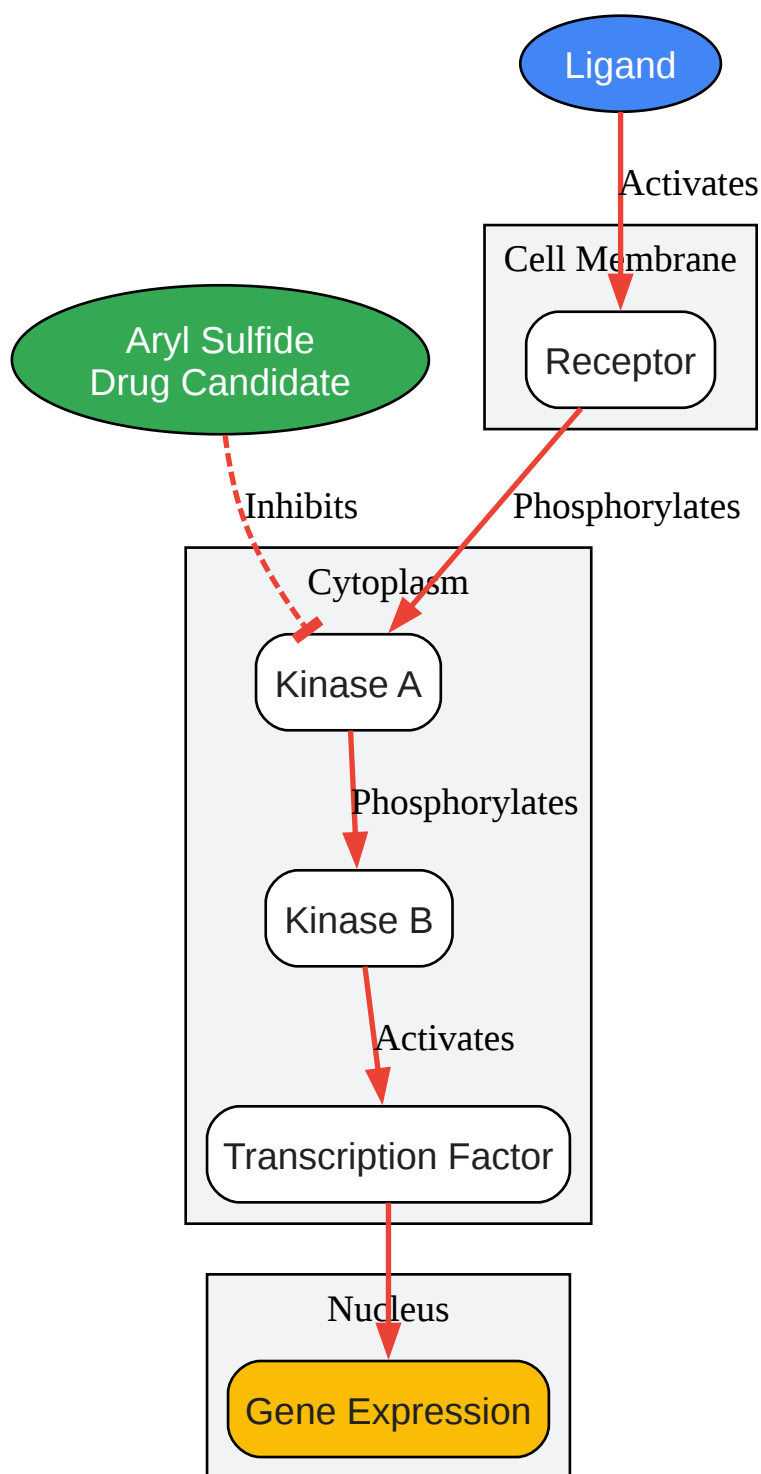 Ligand
Activates
Cell Membrane
Receptor
Aryl Sulfide
Drug Candidate
Inhibits
Phosphorylates
Cytoplasm
Kinase A
Phosphorylates
Kinase B
Activates
Transcription Factor
Nucleus
Gene Expression